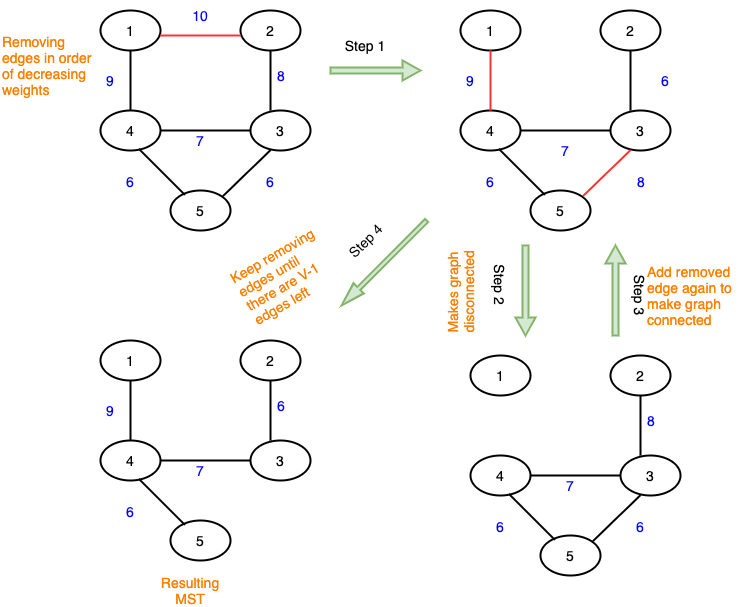 Removing
edges in order
of decreasing
weights
10
1
2
9
8
4
7
3
6
6
5
Step 1
1
2
9
6
4
7
3
6
8
5
Step 4
Keep removing
edges until
there are V-1
edges left
Makes graph
disconnected
Step 2
Step 3
Add removed
edge again to
make graph
connected
1
2
9
6
4
7
3
6
5
Resulting
MST
1
2
8
4
7
3
6
6
5